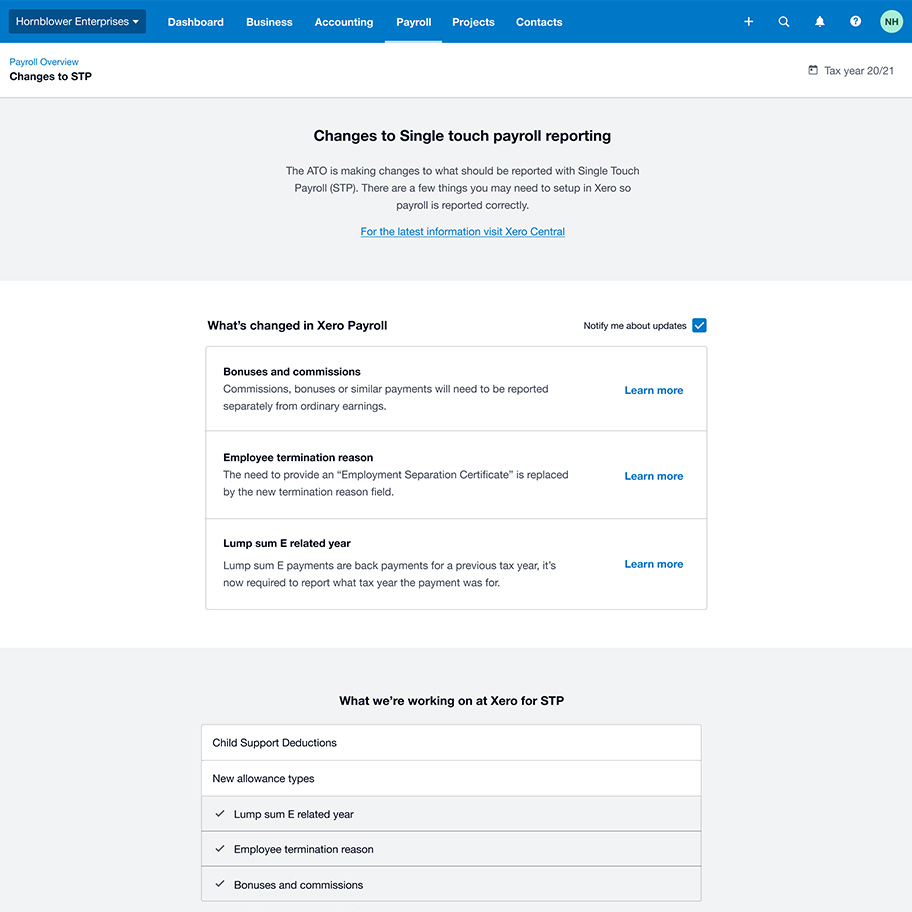 Hornblower Enterprises
Dashboard
Business
Accounting
Payroll
Projects
Contacts
NH
Payroll Overview
Changes to STP
Tax year 20/21
Changes to Single touch payroll reporting
The ATO is making changes to what should be reported with Single Touch
Payroll (STP). There are a few things you may need to setup in Xero so
payroll is reported correctly.
For the latest information visit Xero Central
What’s changed in Xero Payroll
Notify me about updates
Bonuses and commissions
Commissions, bonuses or similar payments will need to be reported
separately from ordinary earnings.
Learn more
Employee termination reason
The need to provide an “Employment Separation Certificate” is replaced
by the new termination reason field.
Learn more
Lump sum E related year
Lump sum E payments are back payments for a previous tax year, it’s
now required to report what tax year the payment was for.
Learn more
What we’re working on at Xero for STP
Child Support Deductions
New allowance types
Lump sum E related year
Employee termination reason
Bonuses and commissions